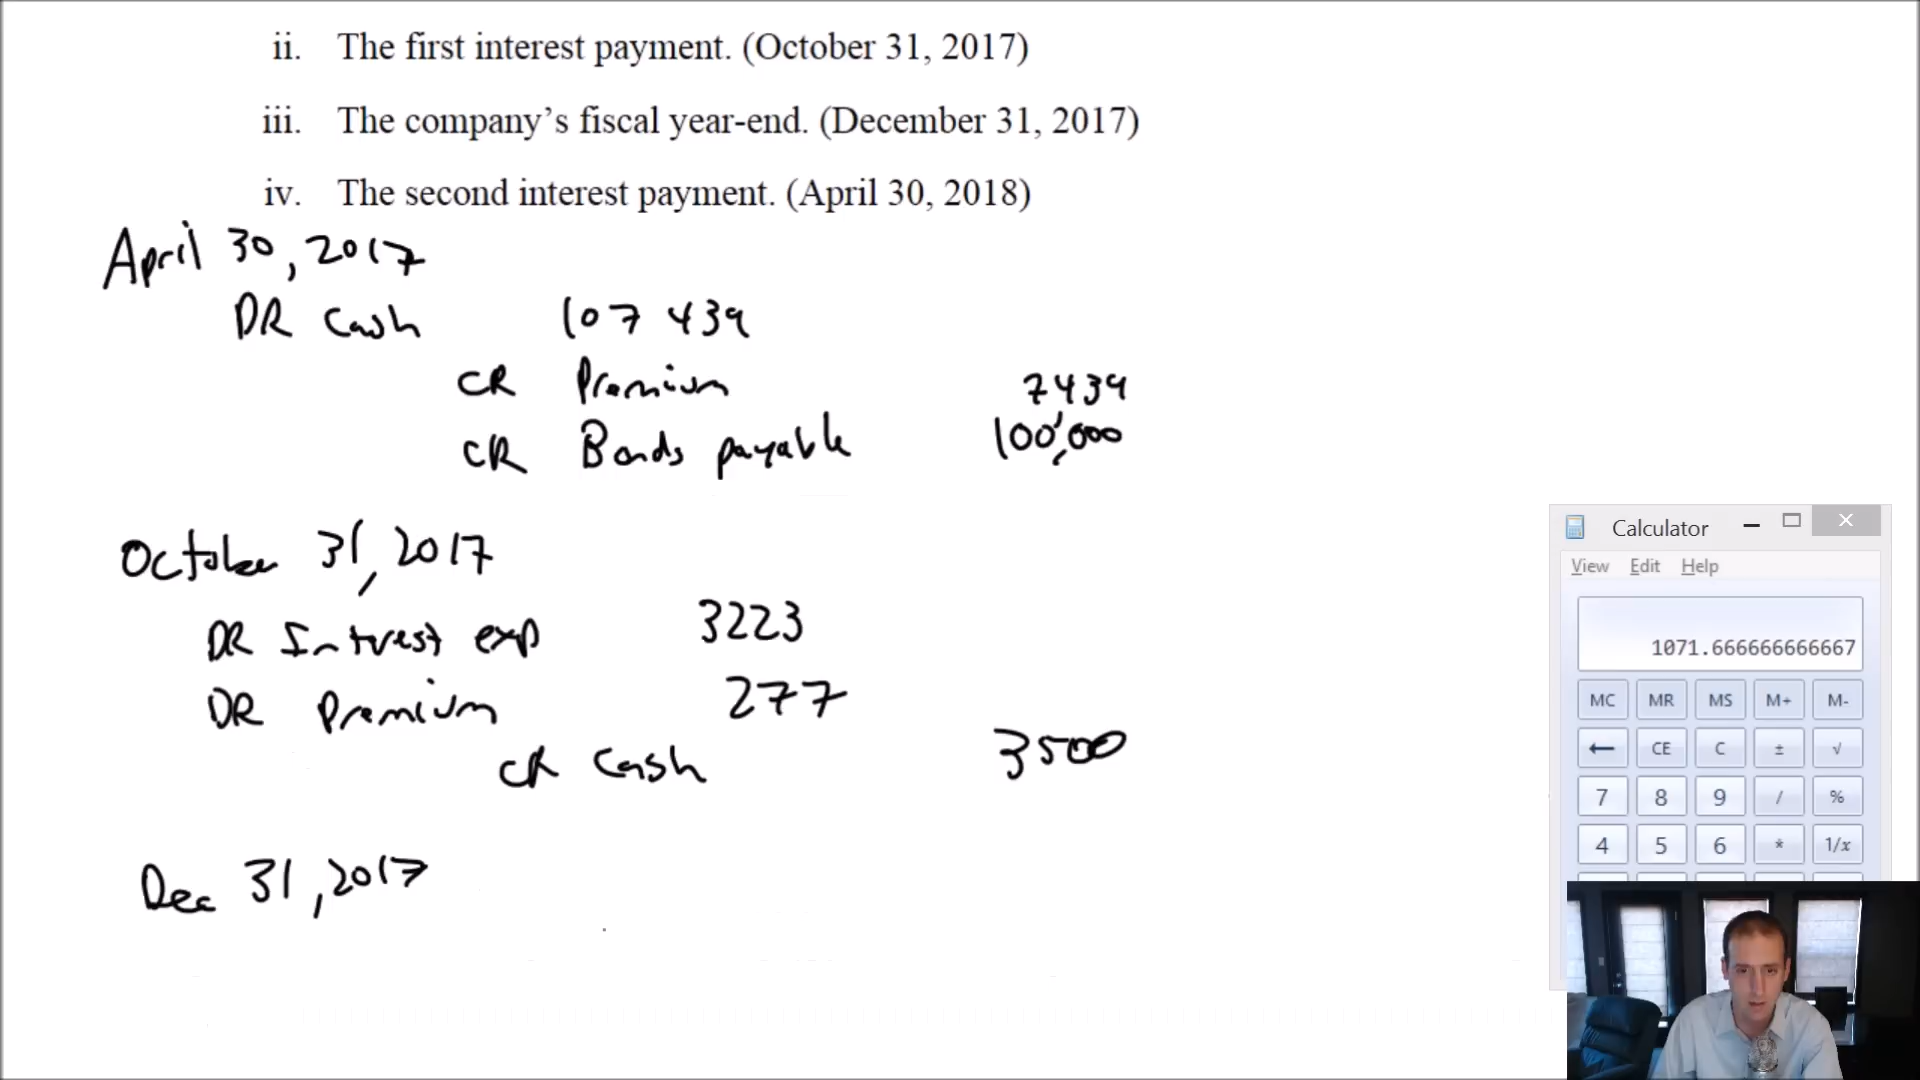 ii. The first interest payment. (October 31, 2017)
iii. The company’s fiscal year-end. (December 31, 2017)
iv. The second interest payment. (April 30, 2018)
April 30, 2017
DR Cash 107 439
CR Premium 7439
CR Bonds payable 100,000
October 31, 2017
DR Interest exp 3223
DR Premium 277
CR Cash 3500
Dec 31, 2017
Calculator
View Edit Help
1071.666666666667
MC MR MS M+ M-
← CE C ± √
7 8 9 / %
4 5 6 * 1/x